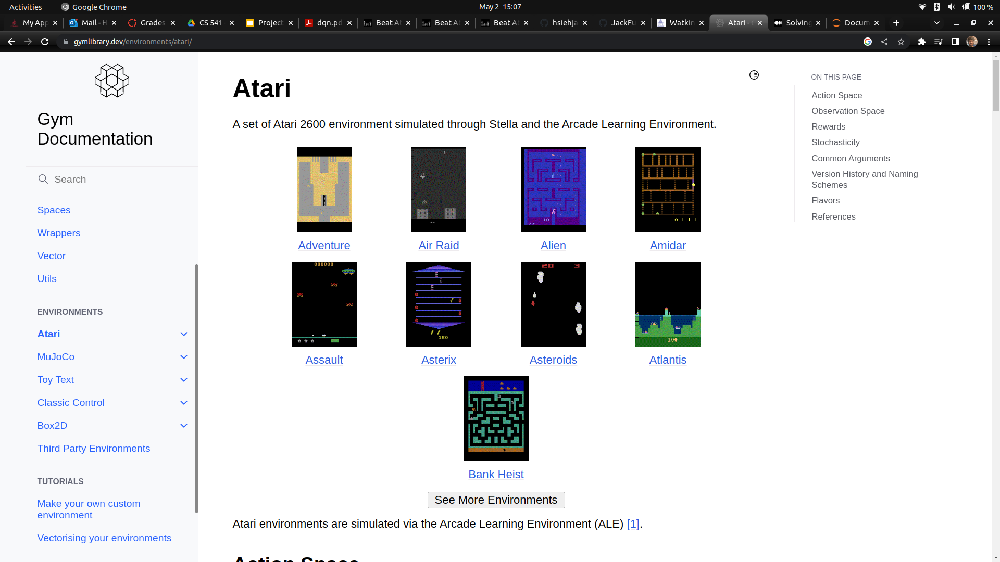 Activities
Google Chrome
May 2 15:07
100 %
My App
Mail - H
Grades
CS 541
Project
dqn.pd
Beat At
Beat At
Beat At
hsiehja
JackFu
Watkin
Atari - G
Solving
Docum
gymlibrary.dev/environments/atari/
Gym
Documentation
Search
Spaces
Wrappers
Vector
Utils
ENVIRONMENTS
Atari
MuJoCo
Toy Text
Classic Control
Box2D
Third Party Environments
TUTORIALS
Make your own custom
environment
Vectorising your environments
Atari
A set of Atari 2600 environment simulated through Stella and the Arcade Learning Environment.
10
Adventure
Air Raid
Alien
Amidar
000000
20 3
150
100
Assault
Asterix
Asteroids
Atlantis
Bank Heist
See More Environments
Atari environments are simulated via the Arcade Learning Environment (ALE) [1].
Action Space
ON THIS PAGE
Action Space
Observation Space
Rewards
Stochasticity
Common Arguments
Version History and Naming
Schemes
Flavors
References